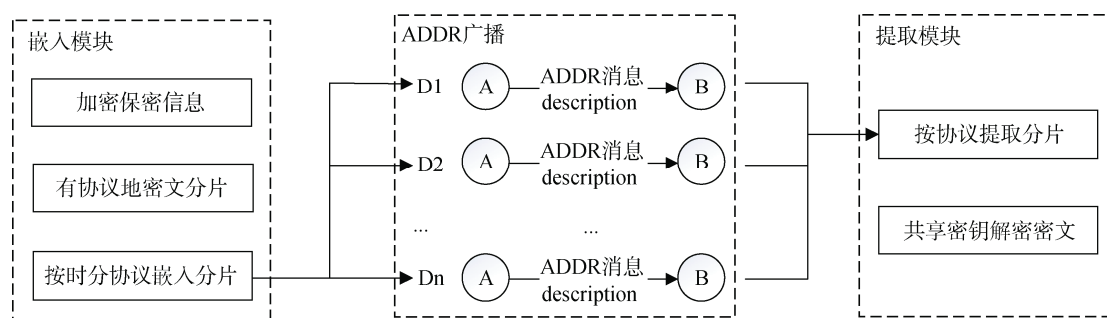 嵌入模块
加密保密信息
有协议地密文分片
按时分协议嵌入分片
ADDR广播
D1 A ADDR消息 B
description
D2 A ADDR消息 B
description
... ...
Dn A ADDR消息 B
description
提取模块
按协议提取分片
共享密钥解密密文